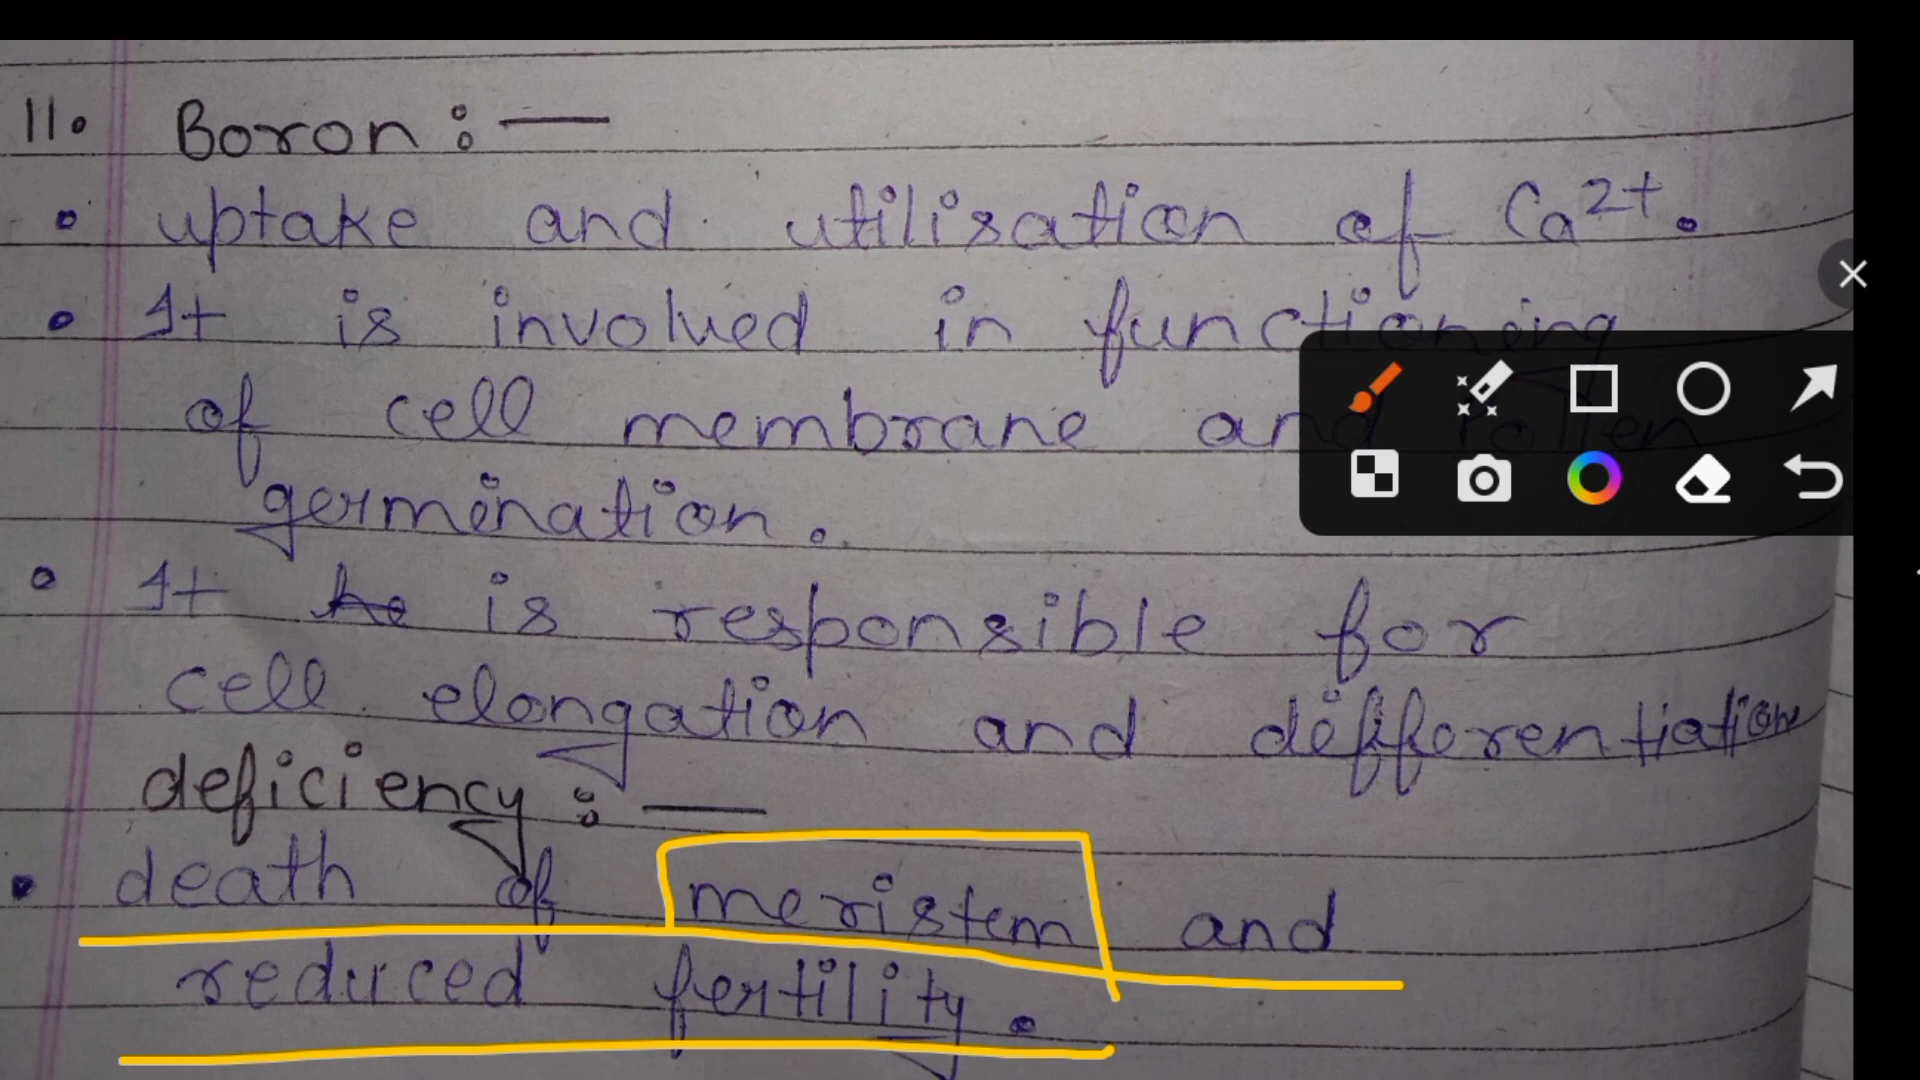 11. Boron : —
• uptake and utilisation of Ca2+.
• It is involved in functioning
of cell membrane and pollen
germination.
• It he is responsible for
cell elongation and differentiation
deficiency : —
• death of meristem and
reduced fertility.